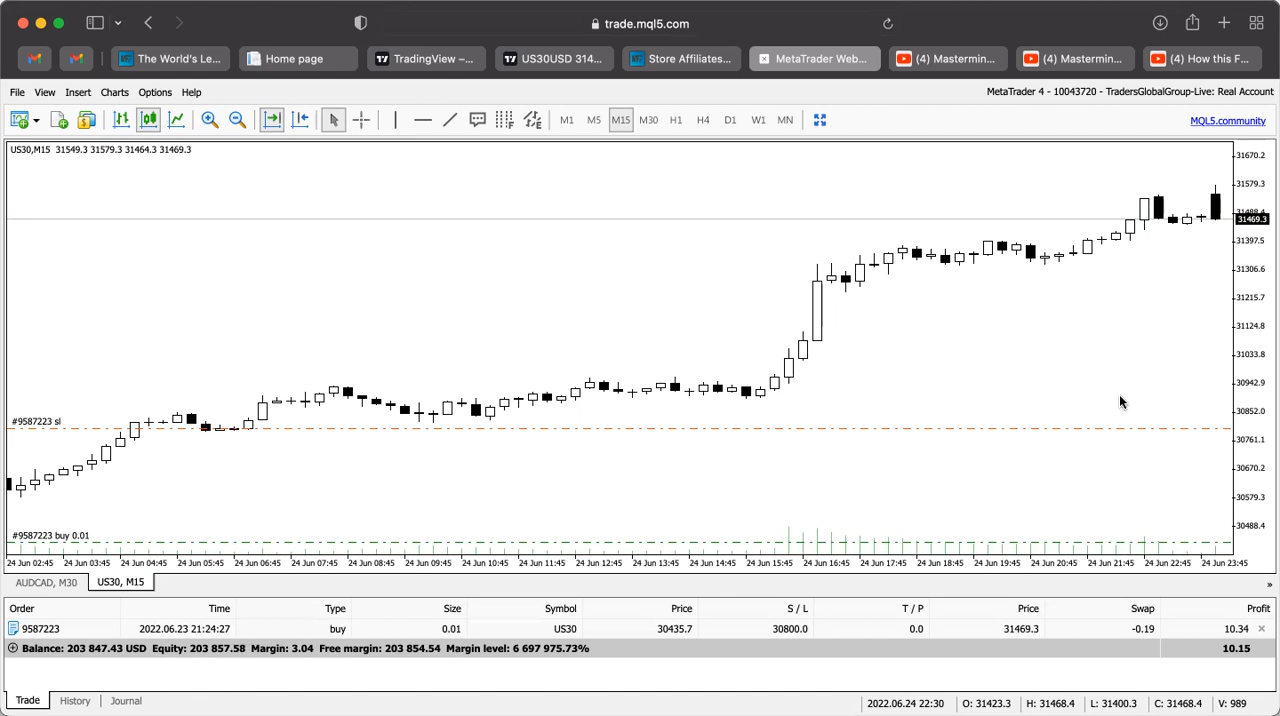 trade.mql5.com
The World's Le...
Home page
TradingView –...
US30USD 314...
Store Affiliates...
MetaTrader Web...
(4) Mastermin...
(4) Mastermin...
(4) How this F...
File View Insert Charts Options Help
MetaTrader 4 - 10043720 - TradersGlobalGroup-Live: Real Account
M1 M5 M15 M30 H1 H4 D1 W1 MN
MQL5.community
US30,M15 31549.3 31579.3 31464.3 31469.3
31670.2
31579.3
31488.4
31469.3
31397.5
31306.6
31215.7
31124.8
31033.8
30942.9
30852.0
30761.1
30670.2
30579.3
30488.4
#9587223 sl
#9587223 buy 0.01
24 Jun 02:45 24 Jun 03:45 24 Jun 04:45 24 Jun 05:45 24 Jun 06:45 24 Jun 07:45 24 Jun 08:45 24 Jun 09:45 24 Jun 10:45 24 Jun 11:45 24 Jun 12:45 24 Jun 13:45 24 Jun 14:45 24 Jun 15:45 24 Jun 16:45 24 Jun 17:45 24 Jun 18:45 24 Jun 19:45 24 Jun 20:45 24 Jun 21:45 24 Jun 22:45 24 Jun 23:45
AUDCAD, M30 US30, M15 »
Order Time Type Size Symbol Price S / L T / P Price Swap Profit
9587223 2022.06.23 21:24:27 buy 0.01 US30 30435.7 30800.0 0.0 31469.3 -0.19 10.34
Balance: 203 847.43 USD Equity: 203 857.58 Margin: 3.04 Free margin: 203 854.54 Margin level: 6 697 975.73% 10.15
Trade History Journal
2022.06.24 22:30 O: 31423.3 H: 31468.4 L: 31400.3 C: 31468.4 V: 989